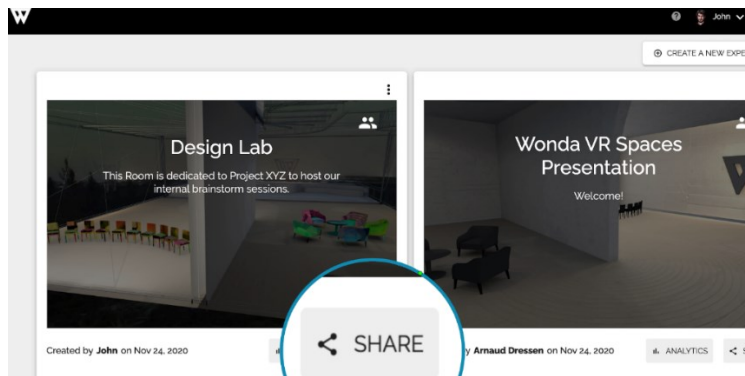 W
John
CREATE A NEW EXPE
Design Lab
This Room is dedicated to Project XYZ to host our
internal brainstorm sessions.
Wonda VR Spaces
Presentation
Welcome!
Created by John on Nov 24, 2020
SHARE
y Arnaud Dressen on Nov 24, 2020
ANALYTICS
S